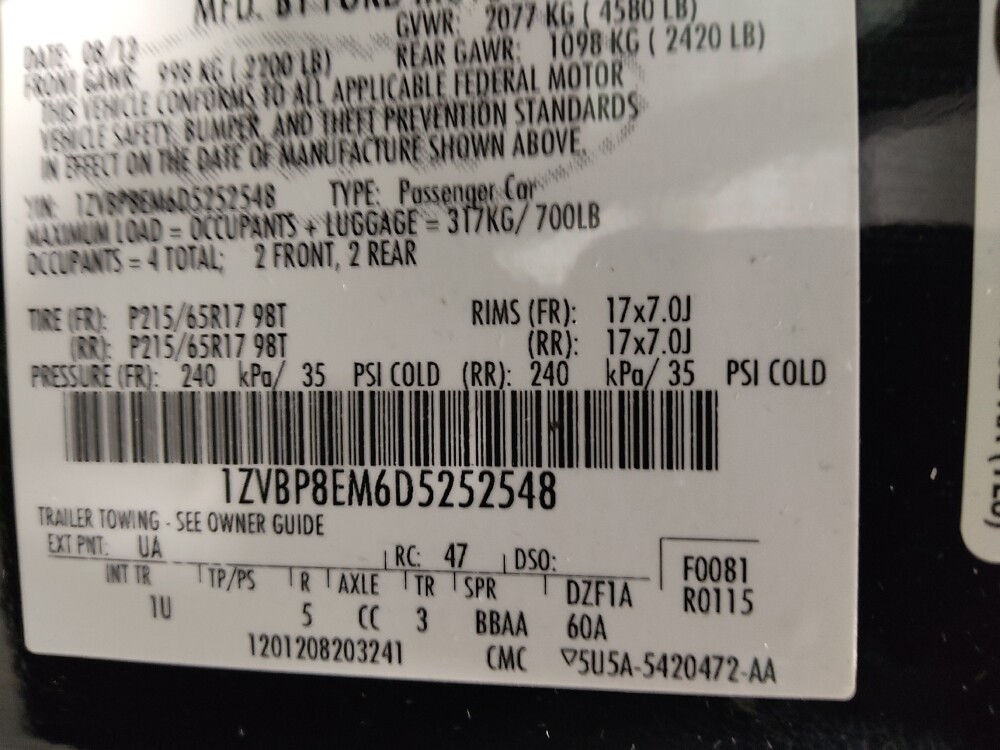 MFD. BY FORD
GVWR: 2077 KG ( 4580 LB)
DATE: 08/12 REAR GAWR: 1098 KG ( 2420 LB)
FRONT GAWR: 998 KG ( 2200 LB)
THIS VEHICLE CONFORMS TO ALL APPLICABLE FEDERAL MOTOR
VEHICLE SAFETY, BUMPER, AND THEFT PREVENTION STANDARDS
IN EFFECT ON THE DATE OF MANUFACTURE SHOWN ABOVE.
VIN: 1ZVBP8EM6D5252548 TYPE: Passenger Car
MAXIMUM LOAD = OCCUPANTS + LUGGAGE = 317KG/ 700LB
OCCUPANTS = 4 TOTAL; 2 FRONT, 2 REAR
TIRE (FR): P215/65R17 98T RIMS (FR): 17x7.0J
(RR): P215/65R17 98T (RR): 17x7.0J
PRESSURE (FR): 240 kPa/ 35 PSI COLD (RR): 240 kPa/ 35 PSI COLD
1ZVBP8EM6D5252548
TRAILER TOWING - SEE OWNER GUIDE
EXT PNT: UA RC: 47 DSO: F0081
INT TR TP/PS R AXLE TR SPR DZF1A R0115
1U 5 CC 3 BBAA 60A
1201208203241 CMC ▽5U5A-5420472-AA